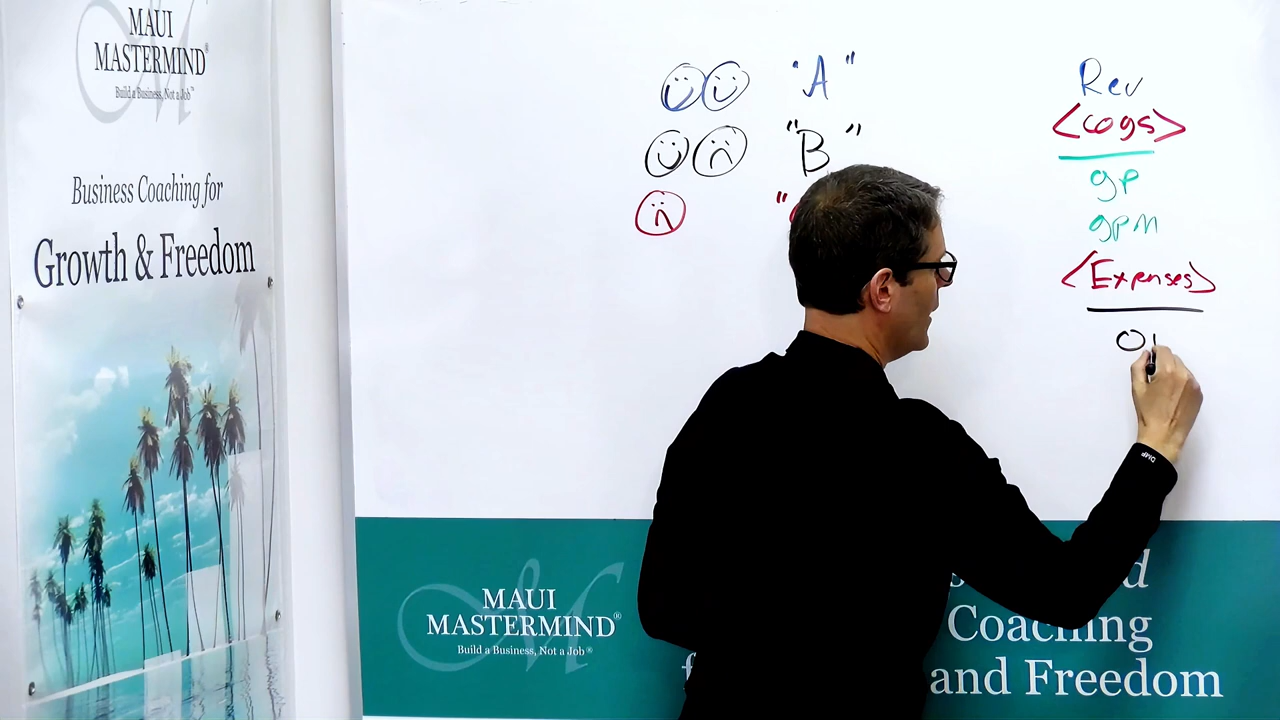 MAUI
MASTERMIND®
Build a Business, Not a Job™
Business Coaching for
Growth & Freedom
"A"
"B"
"
Rev
<cogs>
gp
gpm
<Expenses>
O
MAUI
MASTERMIND®
Build a Business, Not a Job®
Coaching
and Freedom